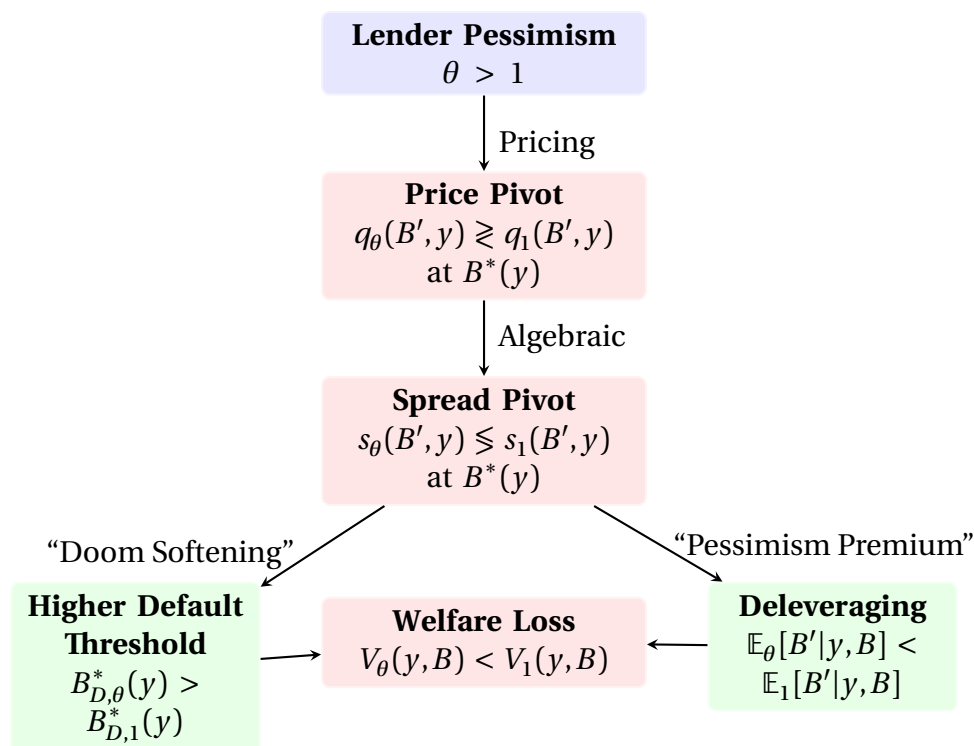 Lender Pessimism
θ > 1
Pricing
Price Pivot
q_θ(B′, y) ≷ q_1(B′, y)
at B*(y)
Algebraic
Spread Pivot
s_θ(B′, y) ≶ s_1(B′, y)
at B*(y)
“Doom Softening”
“Pessimism Premium”
Higher Default
Threshold
B*_{D,θ}(y) >
B*_{D,1}(y)
Welfare Loss
V_θ(y, B) < V_1(y, B)
Deleveraging
𝔼_θ[B′|y, B] <
𝔼_1[B′|y, B]